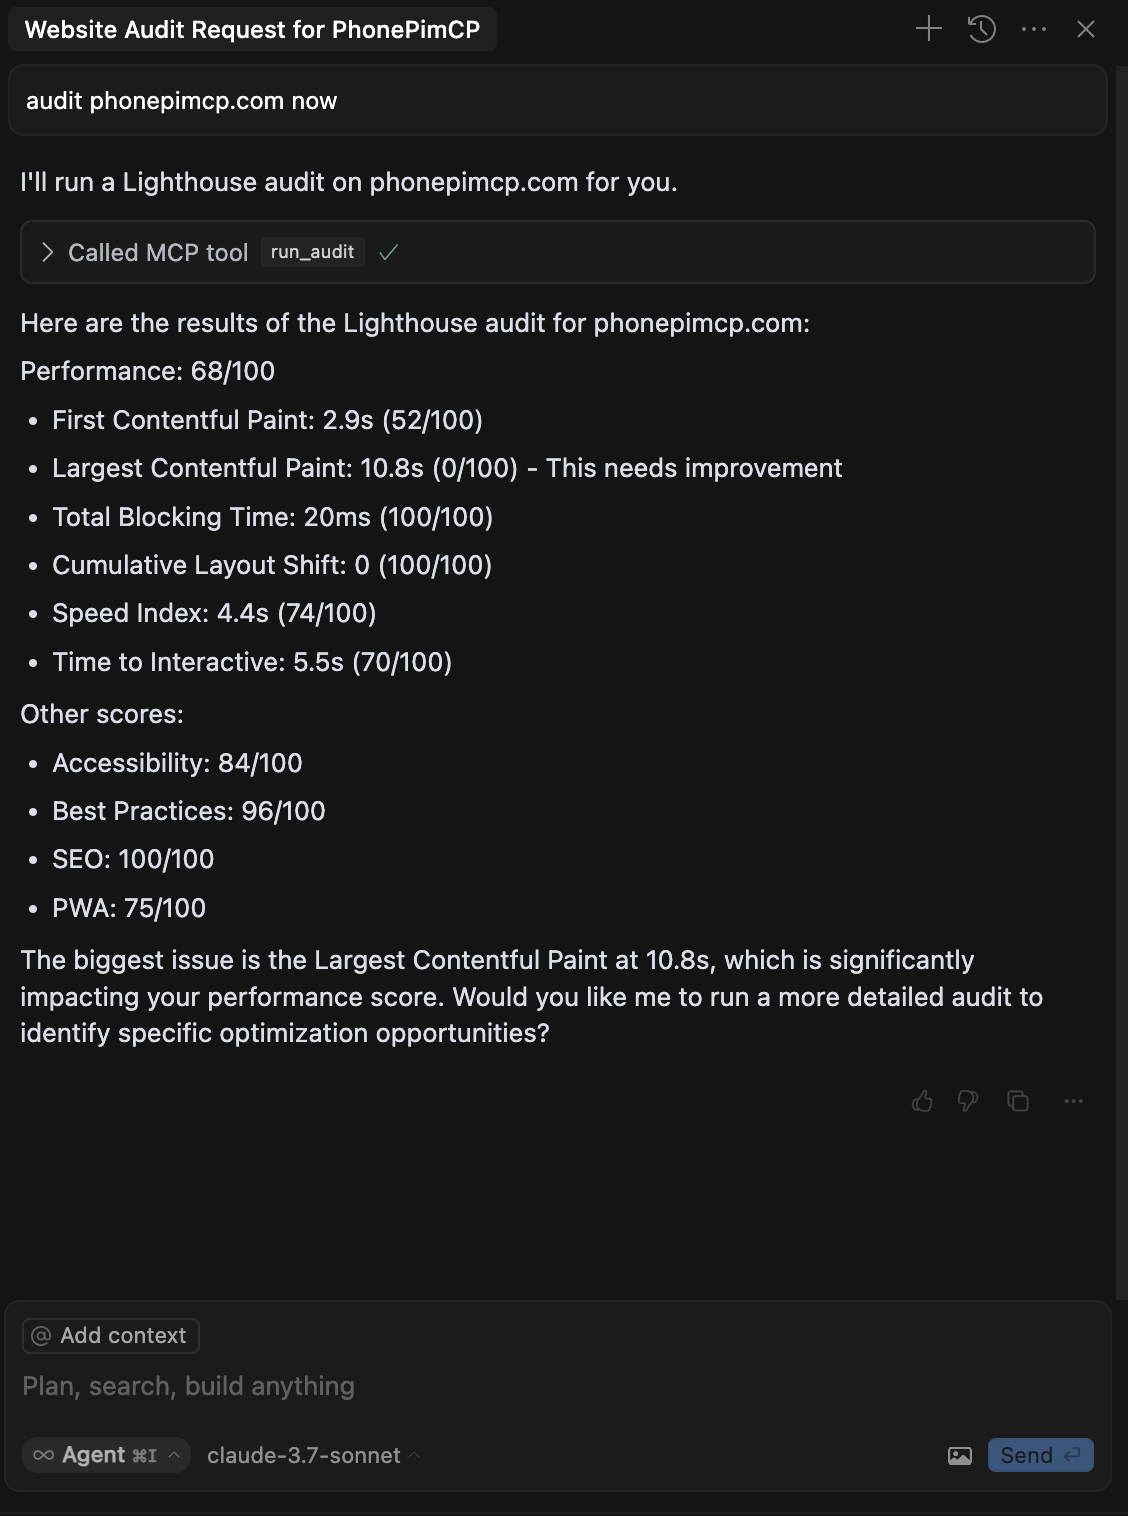 Website Audit Request for PhonePimCP
audit phonepimcp.com now
I'll run a Lighthouse audit on phonepimcp.com for you.
Called MCP tool run_audit
Here are the results of the Lighthouse audit for phonepimcp.com:
Performance: 68/100
• First Contentful Paint: 2.9s (52/100)
• Largest Contentful Paint: 10.8s (0/100) - This needs improvement
• Total Blocking Time: 20ms (100/100)
• Cumulative Layout Shift: 0 (100/100)
• Speed Index: 4.4s (74/100)
• Time to Interactive: 5.5s (70/100)
Other scores:
• Accessibility: 84/100
• Best Practices: 96/100
• SEO: 100/100
• PWA: 75/100
The biggest issue is the Largest Contentful Paint at 10.8s, which is significantly
impacting your performance score. Would you like me to run a more detailed audit to
identify specific optimization opportunities?
@ Add context
Plan, search, build anything
∞ Agent ⌘I claude-3.7-sonnet Send